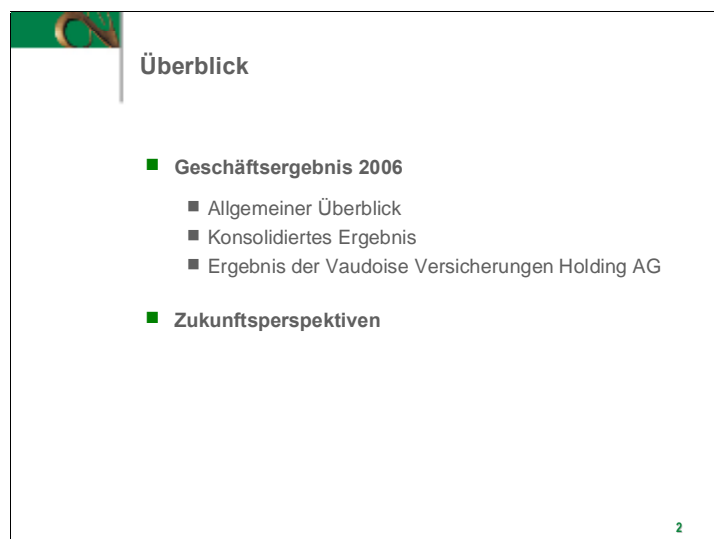 Überblick
Geschäftsergebnis 2006
Allgemeiner Überblick
Konsolidiertes Ergebnis
Ergebnis der Vaudoise Versicherungen Holding AG
Zukunftsperspektiven
2